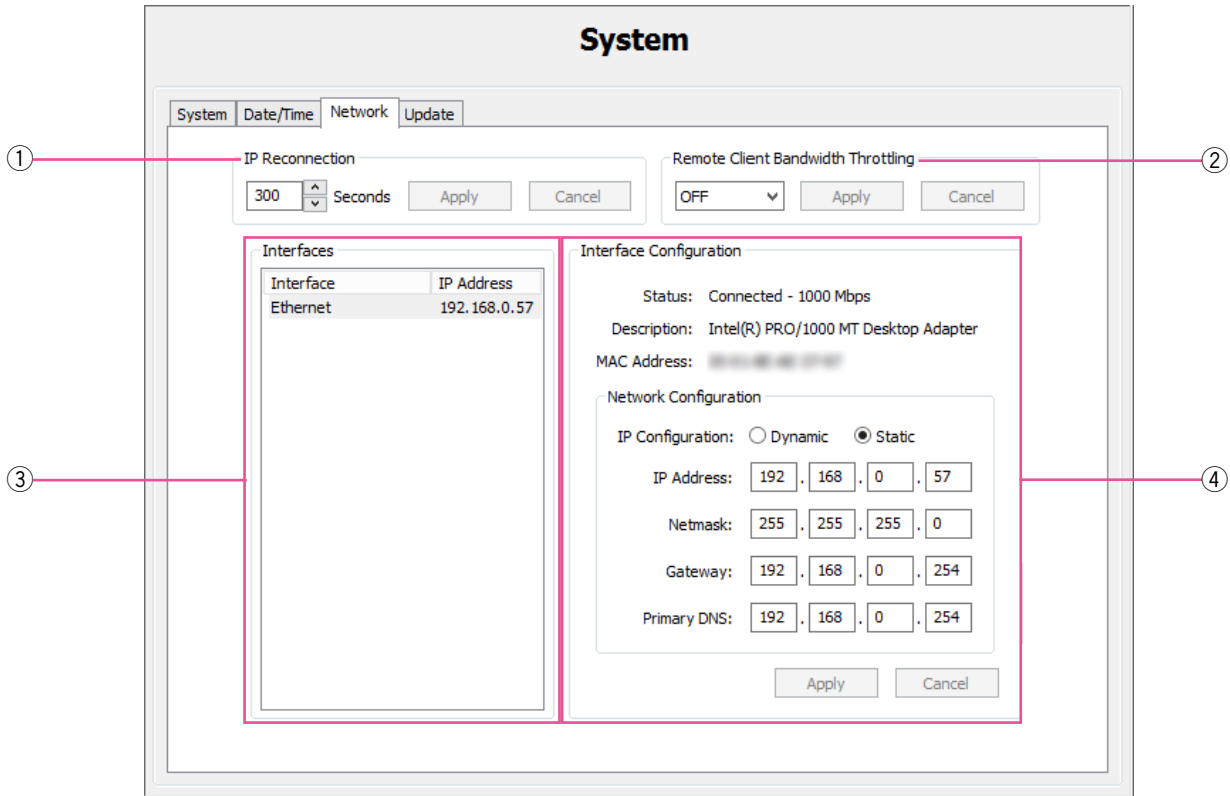 System
System Date/Time Network Update
① IP Reconnection Remote Client Bandwidth Throttling ②
300 Seconds Apply Cancel OFF Apply Cancel
Interfaces
Interface IP Address
Ethernet 192.168.0.57
③
Interface Configuration
Status: Connected - 1000 Mbps
Description: Intel(R) PRO/1000 MT Desktop Adapter
MAC Address:
Network Configuration
IP Configuration: Dynamic Static
IP Address: 192 . 168 . 0 . 57
④
Netmask: 255 . 255 . 255 . 0
Gateway: 192 . 168 . 0 . 254
Primary DNS: 192 . 168 . 0 . 254
Apply Cancel